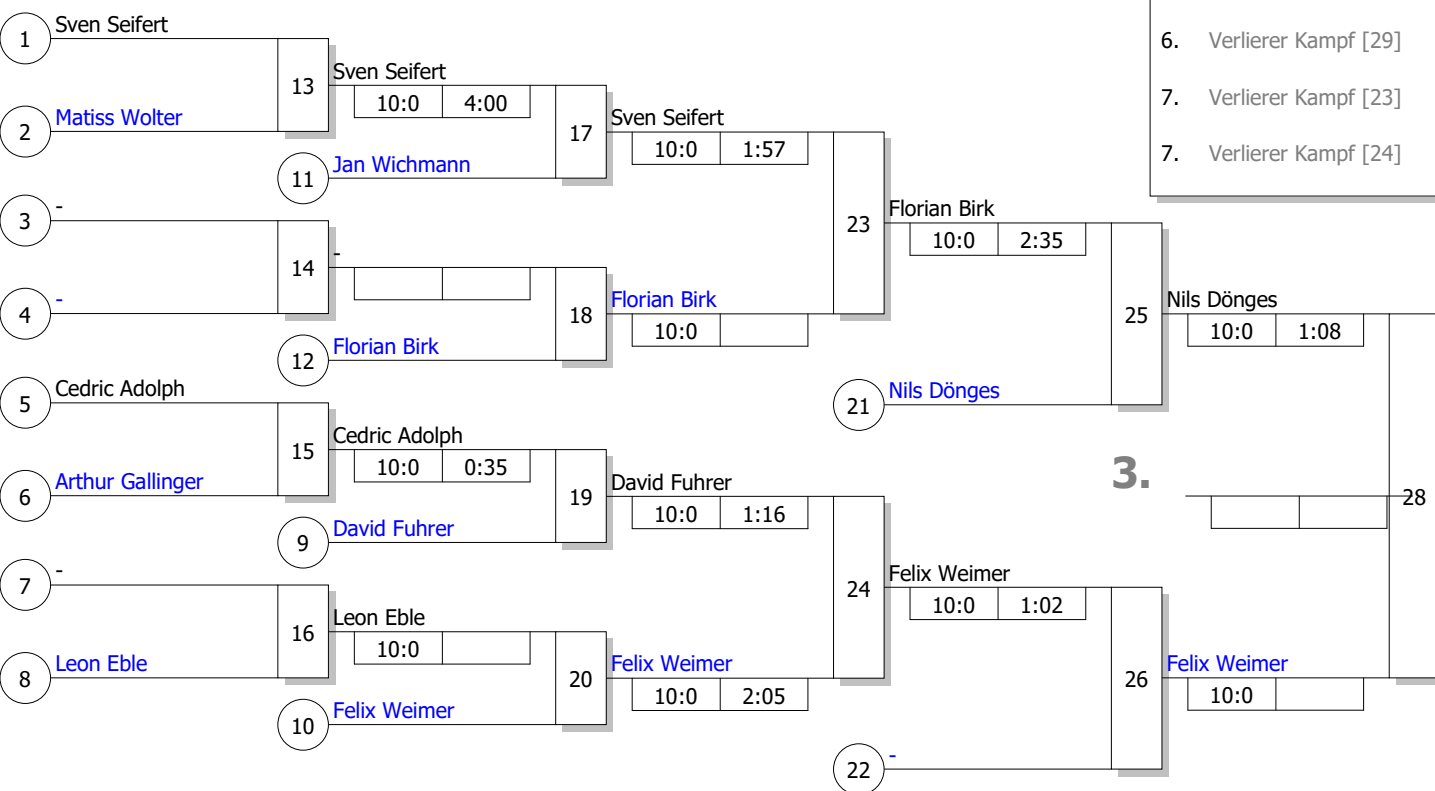 1 Sven Seifert
2 Matiss Wolter
13 Sven Seifert
10:0 4:00
11 Jan Wichmann
17 Sven Seifert
10:0 1:57
3 -
4 -
14 -
12 Florian Birk
18 Florian Birk
10:0
23 Florian Birk
10:0 2:35
21 Nils Dönges
25 Nils Dönges
10:0 1:08
5 Cedric Adolph
6 Arthur Gallinger
15 Cedric Adolph
10:0 0:35
9 David Fuhrer
19 David Fuhrer
10:0 1:16
7 -
8 Leon Eble
16 Leon Eble
10:0
10 Felix Weimer
20 Felix Weimer
10:0 2:05
24 Felix Weimer
10:0 1:02
22 -
26 Felix Weimer
10:0
3.
28
6. Verlierer Kampf [29]
7. Verlierer Kampf [23]
7. Verlierer Kampf [24]